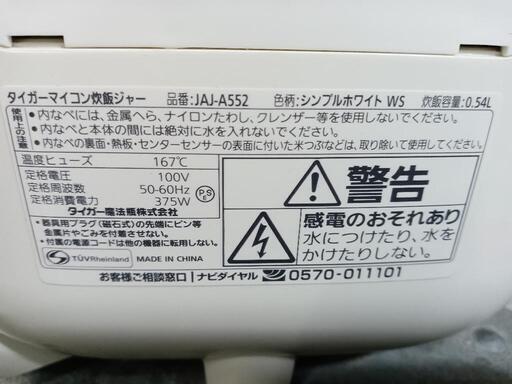 タイガーマイコン炊飯ジャー 品番:JAJ-A552 色柄:シンプルホワイト WS 炊飯容量:0.54L
使用上の注意
・内なべには、金属へら、ナイロンたわし、クレンザー等を使用しないでください。
・内なべと本体の間には絶対に水を入れないでください。
・内なべの裏面・熱板・センターセンサーの表面に付いた米つぶなどは、取り除いて使用してください。
温度ヒューズ 167℃
定格電圧 100V
定格周波数 50-60Hz
定格消費電力 375W
PSE
タイガー魔法瓶株式会社
・器具用プラグ(磁石式)の先端にピン等
金属片やごみを付着させない。
・付属の電源コードは他の機器に転用しない。
TÜVRheinland MADE IN CHINA
警告
感電のおそれあり
水につけたり、水を
かけたりしない。
お客様ご相談窓口 ナビダイヤル 0570-011101